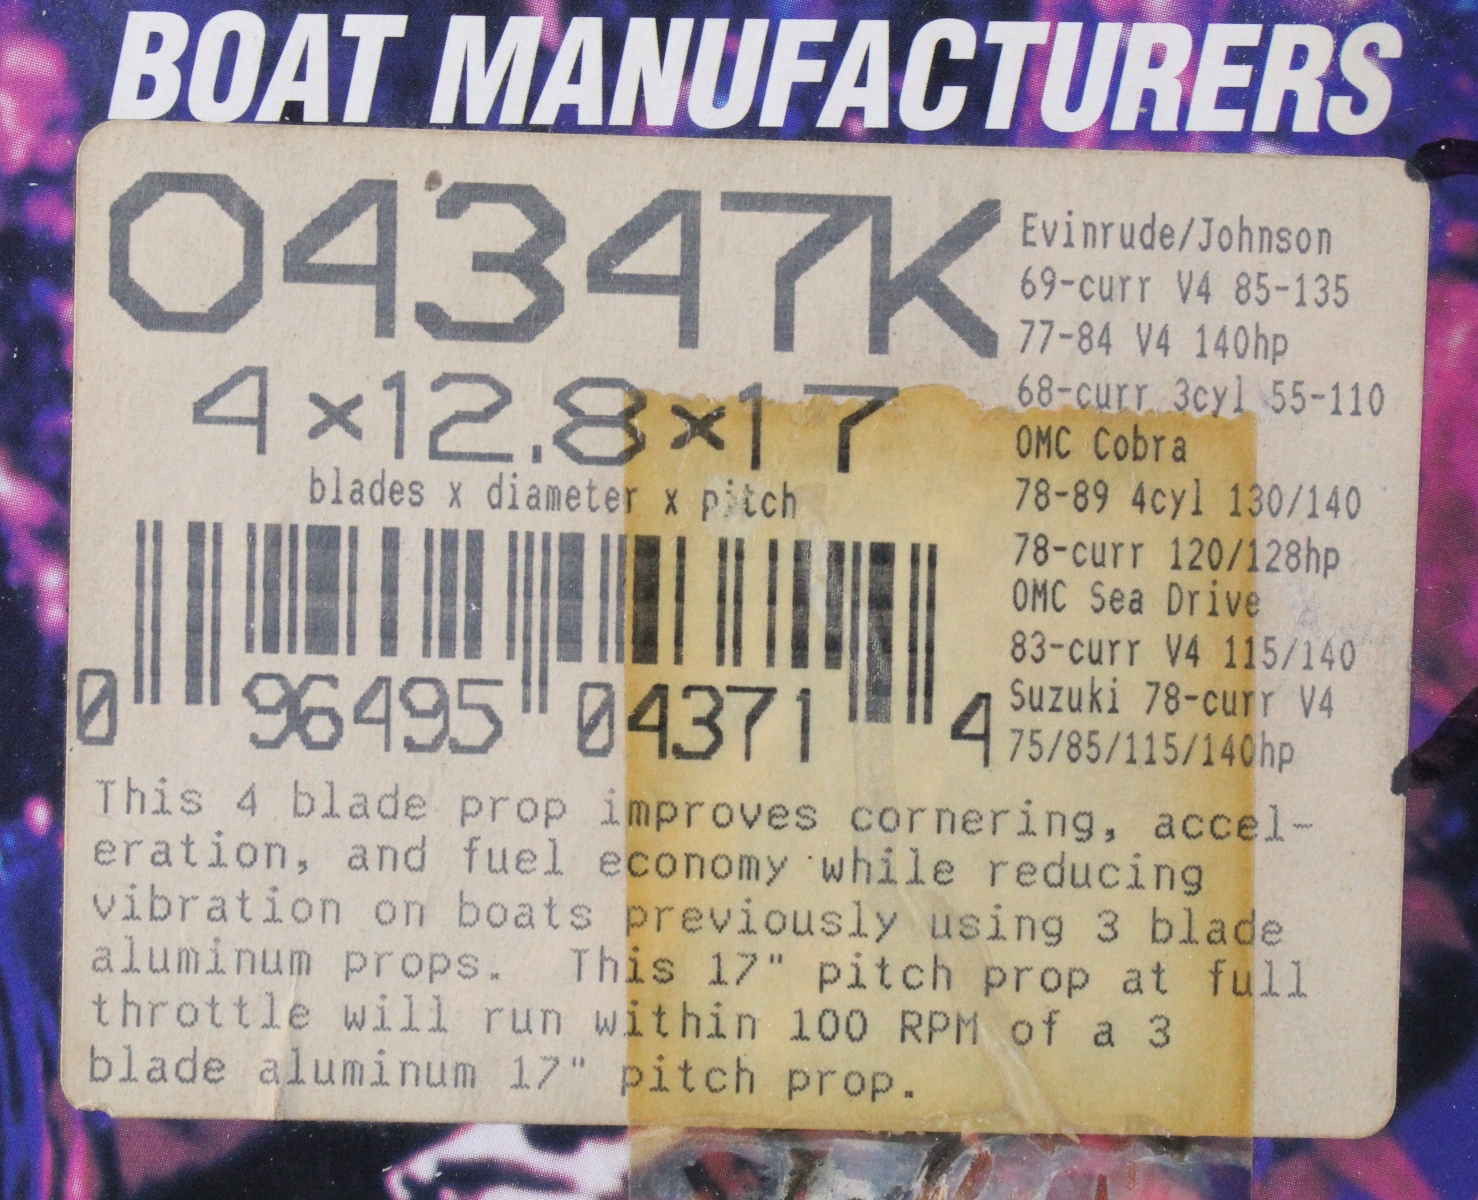 BOAT MANUFACTURERS
04347K
4x12.8x17
blades x diameter x pitch
0 96495 04371 4
Evinrude/Johnson
69-curr V4 85-135
77-84 V4 140hp
68-curr 3cyl 55-110
OMC Cobra
78-89 4cyl 130/140
78-curr 120/128hp
OMC Sea Drive
83-curr V4 115/140
Suzuki 78-curr V4
75/85/115/140hp
This 4 blade prop improves cornering, accel-
eration, and fuel economy while reducing
vibration on boats previously using 3 blade
aluminum props. This 17" pitch prop at full
throttle will run within 100 RPM of a 3
blade aluminum 17" pitch prop.